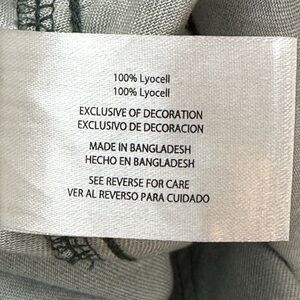 100% Lyocell
100% Lyocell
EXCLUSIVE OF DECORATION
EXCLUSIVO DE DECORACION
MADE IN BANGLADESH
HECHO EN BANGLADESH
SEE REVERSE FOR CARE
VER AL REVERSO PARA CUIDADO